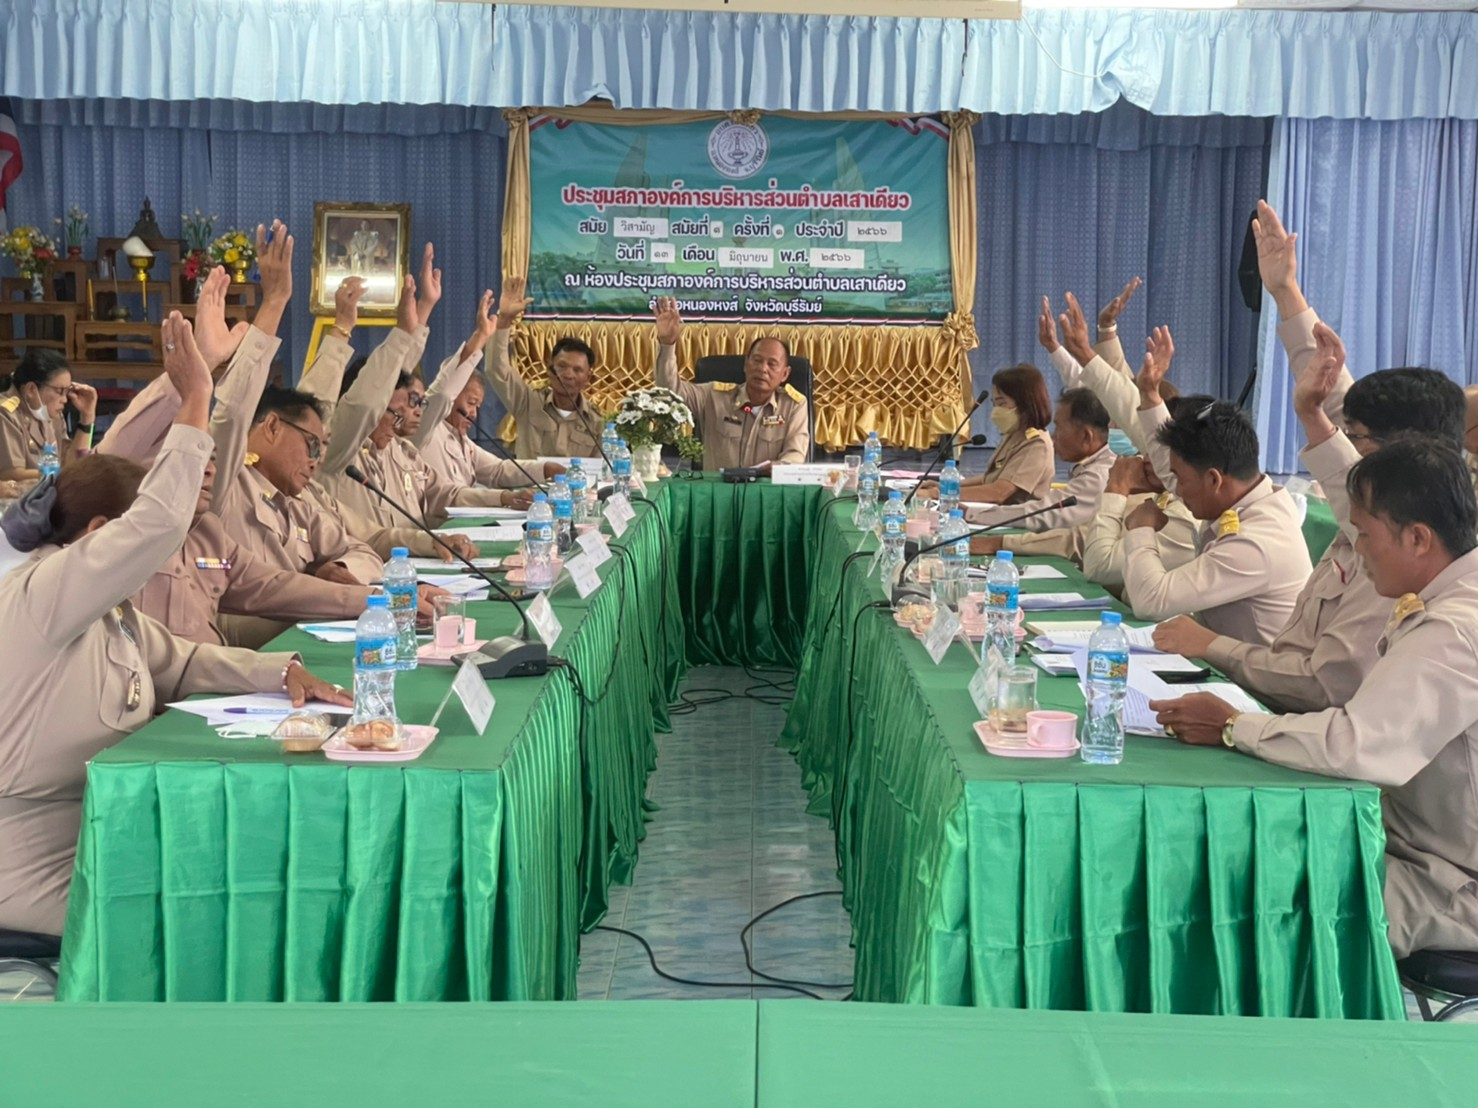 ประชุมสภาองค์การบริหารส่วนตำบลเสาเดียว
สมัย วิสามัญ สมัยที่ ๑ ครั้งที่ ๑ ประจำปี ๒๕๖๖
วันที่ ๑๓ เดือน มิถุนายน พ.ศ. ๒๕๖๖
ณ ห้องประชุมสภาองค์การบริหารส่วนตำบลเสาเดียว
อำเภอหนองหงส์ จังหวัดบุรีรัมย์